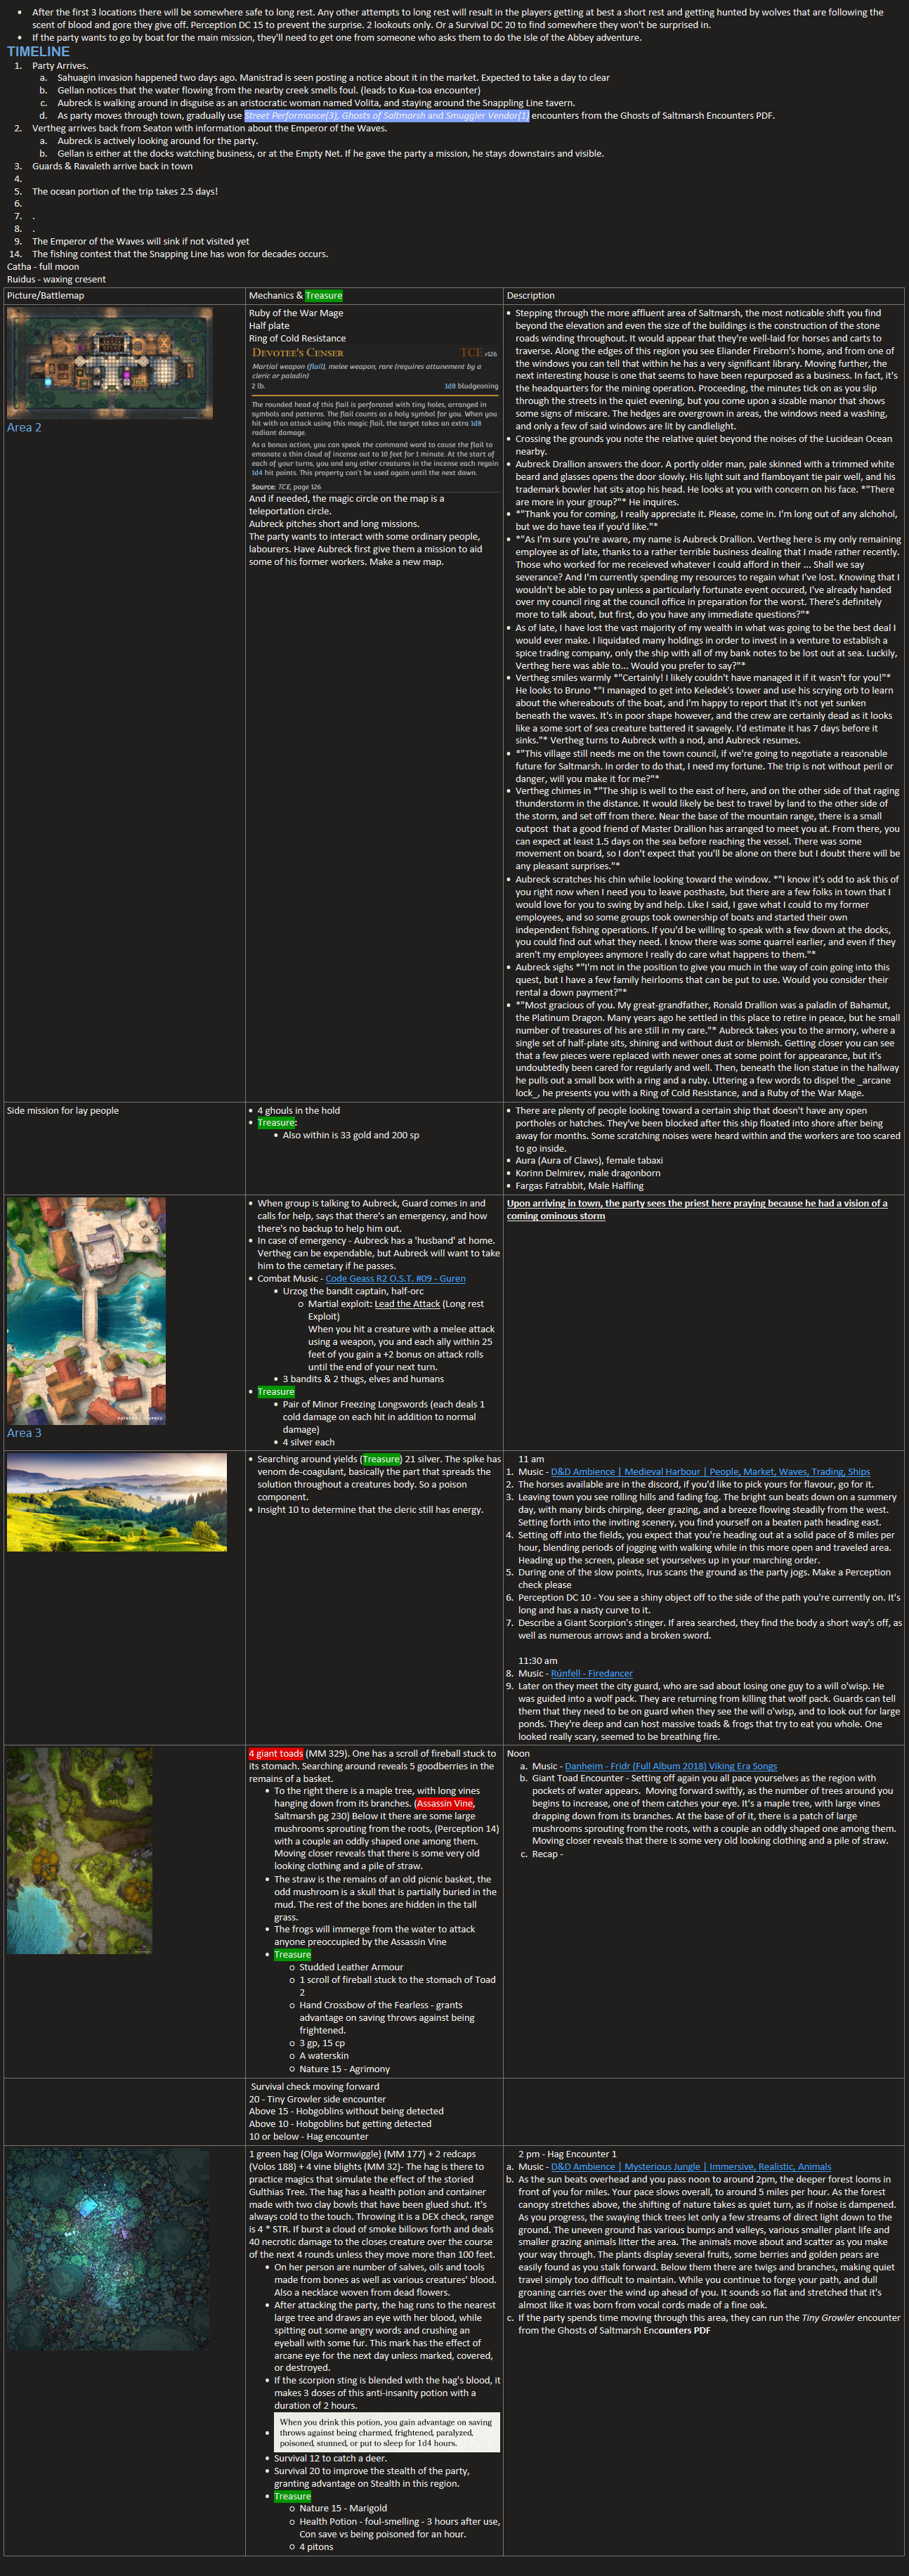 • After the first 3 locations there will be somewhere safe to long rest. Any other attempts to long rest will result in the players getting at best a short rest and getting hunted by wolves that are following the
scent of blood and gore they give off. Perception DC 15 to prevent the surprise. 2 lookouts only. Or a Survival DC 20 to find somewhere they won't be surprised in.
• If the party wants to go by boat for the main mission, they'll need to get one from someone who asks them to do the Isle of the Abbey adventure.
TIMELINE
1. Party Arrives.
a. Sahuagin invasion happened two days ago. Manistrad is seen posting a notice about it in the market. Expected to take a day to clear
b. Gellan notices that the water flowing from the nearby creek smells foul. (leads to Kua-toa encounter)
c. Aubreck is walking around in disguise as an aristocratic woman named Volita, and staying around the Snappling Line tavern.
d. As party moves through town, gradually use Street Performance(3), Ghosts of Saltmarsh and Smuggler Vendor(1) encounters from the Ghosts of Saltmarsh Encounters PDF.
2. Vertheg arrives back from Seaton with information about the Emperor of the Waves.
a. Aubreck is actively looking around for the party.
b. Gellan is either at the docks watching business, or at the Empty Net. If he gave the party a mission, he stays downstairs and visible.
3. Guards & Ravaleth arrive back in town
4.
5. The ocean portion of the trip takes 2.5 days!
6.
7. .
8. .
9. The Emperor of the Waves will sink if not visited yet
14. The fishing contest that the Snapping Line has won for decades occurs.
Catha - full moon
Ruidus - waxing cresent
Picture/Battlemap
Mechanics & Treasure
Description
Area 2
Ruby of the War Mage
Half plate
Ring of Cold Resistance
DEVOTEE'S CENSER TCE p126
Martial weapon (flail), melee weapon, rare (requires attunement by a
cleric or paladin)
2 lb. 1d8 bludgeoning
The rounded head of this flail is perforated with tiny holes, arranged in
symbols and patterns. The flail counts as a holy symbol for you. When you
hit with an attack using this magic flail, the target takes an extra 1d8
radiant damage.
As a bonus action, you can speak the command word to cause the flail to
emanate a thin cloud of incense out to 10 feet for 1 minute. At the start of
each of your turns, you and any other creatures in the incense each regain
1d4 hit points. This property can't be used again until the next dawn.
Source: TCE, page 126
And if needed, the magic circle on the map is a
teleportation circle.
Aubreck pitches short and long missions.
The party wants to interact with some ordinary people,
labourers. Have Aubreck first give them a mission to aid
some of his former workers. Make a new map.
• Stepping through the more affluent area of Saltmarsh, the most noticable shift you find
beyond the elevation and even the size of the buildings is the construction of the stone
roads winding throughout. It would appear that they're well-laid for horses and carts to
traverse. Along the edges of this region you see Eliander Fireborn's home, and from one of
the windows you can tell that within he has a very significant library. Moving further, the
next interesting house is one that seems to have been repurposed as a business. In fact, it's
the headquarters for the mining operation. Proceeding, the minutes tick on as you slip
through the streets in the quiet evening, but you come upon a sizable manor that shows
some signs of miscare. The hedges are overgrown in areas, the windows need a washing,
and only a few of said windows are lit by candlelight.
• Crossing the grounds you note the relative quiet beyond the noises of the Lucidean Ocean
nearby.
• Aubreck Drallion answers the door. A portly older man, pale skinned with a trimmed white
beard and glasses opens the door slowly. His light suit and flamboyant tie pair well, and his
trademark bowler hat sits atop his head. He looks at you with concern on his face. *"There
are more in your group?"* He inquires.
• *"Thank you for coming, I really appreciate it. Please, come in. I'm long out of any alchohol,
but we do have tea if you'd like."*
• *"As I'm sure you're aware, my name is Aubreck Drallion. Vertheg here is my only remaining
employee as of late, thanks to a rather terrible business dealing that I made rather recently.
Those who worked for me receieved whatever I could afford in their ... Shall we say
severance? And I'm currently spending my resources to regain what I've lost. Knowing that I
wouldn't be able to pay unless a particularly fortunate event occured, I've already handed
over my council ring at the council office in preparation for the worst. There's definitely
more to talk about, but first, do you have any immediate questions?"*
• As of late, I have lost the vast majority of my wealth in what was going to be the best deal I
would ever make. I liquidated many holdings in order to invest in a venture to establish a
spice trading company, only the ship with all of my bank notes to be lost out at sea. Luckily,
Vertheg here was able to... Would you prefer to say?"*
• Vertheg smiles warmly *"Certainly! I likely couldn't have managed it if it wasn't for you!"*
He looks to Bruno *"I managed to get into Keledek's tower and use his scrying orb to learn
about the whereabouts of the boat, and I'm happy to report that it's not yet sunken
beneath the waves. It's in poor shape however, and the crew are certainly dead as it looks
like a some sort of sea creature battered it savagely. I'd estimate it has 7 days before it
sinks."* Vertheg turns to Aubreck with a nod, and Aubreck resumes.
• *"This village still needs me on the town council, if we're going to negotiate a reasonable
future for Saltmarsh. In order to do that, I need my fortune. The trip is not without peril or
danger, will you make it for me?"*
• Vertheg chimes in *"The ship is well to the east of here, and on the other side of that raging
thunderstorm in the distance. It would likely be best to travel by land to the other side of
the storm, and set off from there. Near the base of the mountain range, there is a small
outpost that a good friend of Master Drallion has arranged to meet you at. From there, you
can expect at least 1.5 days on the sea before reaching the vessel. There was some
movement on board, so I don't expect that you'll be alone on there but I doubt there will be
any pleasant surprises."*
• Aubreck scratches his chin while looking toward the window. *"I know it's odd to ask this of
you right now when I need you to leave posthaste, but there are a few folks in town that I
would love for you to swing by and help. Like I said, I gave what I could to my former
employees, and so some groups took ownership of boats and started their own
independent fishing operations. If you'd be willing to speak with a few down at the docks,
you could find out what they need. I know there was some quarrel earlier, and even if they
aren't my employees anymore I really do care what happens to them."*
• Aubreck sighs *"I'm not in the position to give you much in the way of coin going into this
quest, but I have a few family heirlooms that can be put to use. Would you consider their
rental a down payment?"*
• *"Most gracious of you. My great-grandfather, Ronald Drallion was a paladin of Bahamut,
the Platinum Dragon. Many years ago he settled in this place to retire in peace, but he small
number of treasures of his are still in my care."* Aubreck takes you to the armory, where a
single set of half-plate sits, shining and without dust or blemish. Getting closer you can see
that a few pieces were replaced with newer ones at some point for appearance, but it's
undoubtedly been cared for regularly and well. Then, beneath the lion statue in the hallway
he pulls out a small box with a ring and a ruby. Uttering a few words to dispel the _arcane
lock_, he presents you with a Ring of Cold Resistance, and a Ruby of the War Mage.
Side mission for lay people
• 4 ghouls in the hold
• Treasure:
• Also within is 33 gold and 200 sp
• There are plenty of people looking toward a certain ship that doesn't have any open
portholes or hatches. They've been blocked after this ship floated into shore after being
away for months. Some scratching noises were heard within and the workers are too scared
to go inside.
• Aura (Aura of Claws), female tabaxi
• Korinn Delmirev, male dragonborn
• Fargas Fatrabbit, Male Halfling
Area 3
• When group is talking to Aubreck, Guard comes in and
calls for help, says that there's an emergency, and how
there's no backup to help him out.
• In case of emergency - Aubreck has a 'husband' at home.
Vertheg can be expendable, but Aubreck will want to take
him to the cemetary if he passes.
• Combat Music - Code Geass R2 O.S.T. #09 - Guren
• Urzog the bandit captain, half-orc
○ Martial exploit: Lead the Attack (Long rest
Exploit)
When you hit a creature with a melee attack
using a weapon, you and each ally within 25
feet of you gain a +2 bonus on attack rolls
until the end of your next turn.
• 3 bandits & 2 thugs, elves and humans
• Treasure
• Pair of Minor Freezing Longswords (each deals 1
cold damage on each hit in addition to normal
damage)
• 4 silver each
Upon arriving in town, the party sees the priest here praying because he had a vision of a
coming ominous storm
• Searching around yields (Treasure) 21 silver. The spike has
venom de-coagulant, basically the part that spreads the
solution throughout a creatures body. So a poison
component.
• Insight 10 to determine that the cleric still has energy.
11 am
1. Music - D&D Ambience | Medieval Harbour | People, Market, Waves, Trading, Ships
2. The horses available are in the discord, if you'd like to pick yours for flavour, go for it.
3. Leaving town you see rolling hills and fading fog. The bright sun beats down on a summery
day, with many birds chirping, deer grazing, and a breeze flowing steadily from the west.
Setting forth into the inviting scenery, you find yourself on a beaten path heading east.
4. Setting off into the fields, you expect that you're heading out at a solid pace of 8 miles per
hour, blending periods of jogging with walking while in this more open and traveled area.
Heading up the screen, please set yourselves up in your marching order.
5. During one of the slow points, Irus scans the ground as the party jogs. Make a Perception
check please
6. Perception DC 10 - You see a shiny object off to the side of the path you're currently on. It's
long and has a nasty curve to it.
7. Describe a Giant Scorpion's stinger. If area searched, they find the body a short way's off, as
well as numerous arrows and a broken sword.
11:30 am
8. Music - Rúnfell - Firedancer
9. Later on they meet the city guard, who are sad about losing one guy to a will o'wisp. He
was guided into a wolf pack. They are returning from killing that wolf pack. Guards can tell
them that they need to be on guard when they see the will o'wisp, and to look out for large
ponds. They're deep and can host massive toads & frogs that try to eat you whole. One
looked really scary, seemed to be breathing fire.
4 giant toads (MM 329). One has a scroll of fireball stuck to
its stomach. Searching around reveals 5 goodberries in the
remains of a basket.
• To the right there is a maple tree, with long vines
hanging down from its branches. (Assassin Vine,
Saltmarsh pg 230) Below it there are some large
mushrooms sprouting from the roots, (Perception 14)
with a couple an oddly shaped one among them.
Moving closer reveals that there is some very old
looking clothing and a pile of straw.
• The straw is the remains of an old picnic basket, the
odd mushroom is a skull that is partially buried in the
mud. The rest of the bones are hidden in the tall
grass.
• The frogs will immerge from the water to attack
anyone preoccupied by the Assassin Vine
• Treasure
○ Studded Leather Armour
○ 1 scroll of fireball stuck to the stomach of Toad
2
○ Hand Crossbow of the Fearless - grants
advantage on saving throws against being
frightened.
○ 3 gp, 15 cp
○ A waterskin
○ Nature 15 - Agrimony
Noon
a. Music - Danheim - Fridr (Full Album 2018) Viking Era Songs
b. Giant Toad Encounter - Setting off again you all pace yourselves as the region with
pockets of water appears. Moving swiftly, as the number of trees around you
begins to increase, one of them catches your eye. It's a maple tree, with large vines
drapping down from its branches. At the base of of it, there is a patch of large
mushrooms sprouting from the roots, with a couple an oddly shaped one among them.
Moving closer reveals that there is some very old looking clothing and a pile of straw.
c. Recap -
Survival check moving forward
20 - Tiny Growler side encounter
Above 15 - Hobgoblins without being detected
Above 10 - Hobgoblins but getting detected
10 or below - Hag encounter
1 green hag (Olga Wormwiggle) (MM 177) + 2 redcaps
(Volos 188) + 4 vine blights (MM 32)- The hag is there to
practice magics that simulate the effect of the storied
Gulthias Tree. The hag has a health potion and container
made with two clay bowls that have been glued shut. It's
always cold to the touch. Throwing it is a DEX check, range
is 4 * STR. If burst a cloud of smoke billows forth and deals
40 necrotic damage to the closes creature over the course
of the next 4 rounds unless they move more than 100 feet.
• On her person are number of salves, oils and tools
made from bones as well as various creatures' blood.
Also a necklace woven from dead flowers.
• After attacking the party, the hag runs to the nearest
large tree and draws an eye with her blood, while
spitting out some angry words and crushing an
eyeball with some fur. This mark has the effect of
arcane eye for the next day unless marked, covered,
or destroyed.
• If the scorpion sting is blended with the hag's blood, it
makes 3 doses of this anti-insanity potion with a
duration of 2 hours.
• When you drink this potion, you gain advantage on saving
throws against being charmed, frightened, paralyzed,
poisoned, stunned, or put to sleep for 1d4 hours.
• Survival 12 to catch a deer.
• Survival 20 to improve the stealth of the party,
granting advantage on Stealth in this region.
• Treasure
○ Nature 15 - Marigold
○ Health Potion - foul-smelling - 3 hours after use,
Con save vs being poisoned for an hour.
○ 4 pitons
2 pm - Hag Encounter 1
a. Music - D&D Ambience | Mysterious Jungle | Immersive, Realistic, Animals
b. As the sun beats overhead and you pass noon to around 2pm, the deeper forest looms in
front of you for miles. Your pace slows overall, to around 5 miles per hour. As the forest
canopy stretches above, the shifting of nature takes as quiet turn, as if noise is dampened.
As you progress, the swaying thick trees let only a few streams of direct light down to the
ground. The uneven ground has various bumps and valleys, various smaller plant life and
smaller grazing animals litter the area. The animals move about and scatter as you make
your way through. The plants display several fruits, some berries and golden pears are
easily found as you stalk forward. Below them there are twigs and branches, making quiet
travel simply too difficult to maintain. While you continue to forge your path, and dull
groaning carries over the wind up ahead of you. It sounds so flat and stretched that it's
almost like it was born from vocal cords made of a fine oak.
c. If the party spends time moving through this area, they can run the Tiny Growler encounter
from the Ghosts of Saltmarsh Encounters PDF